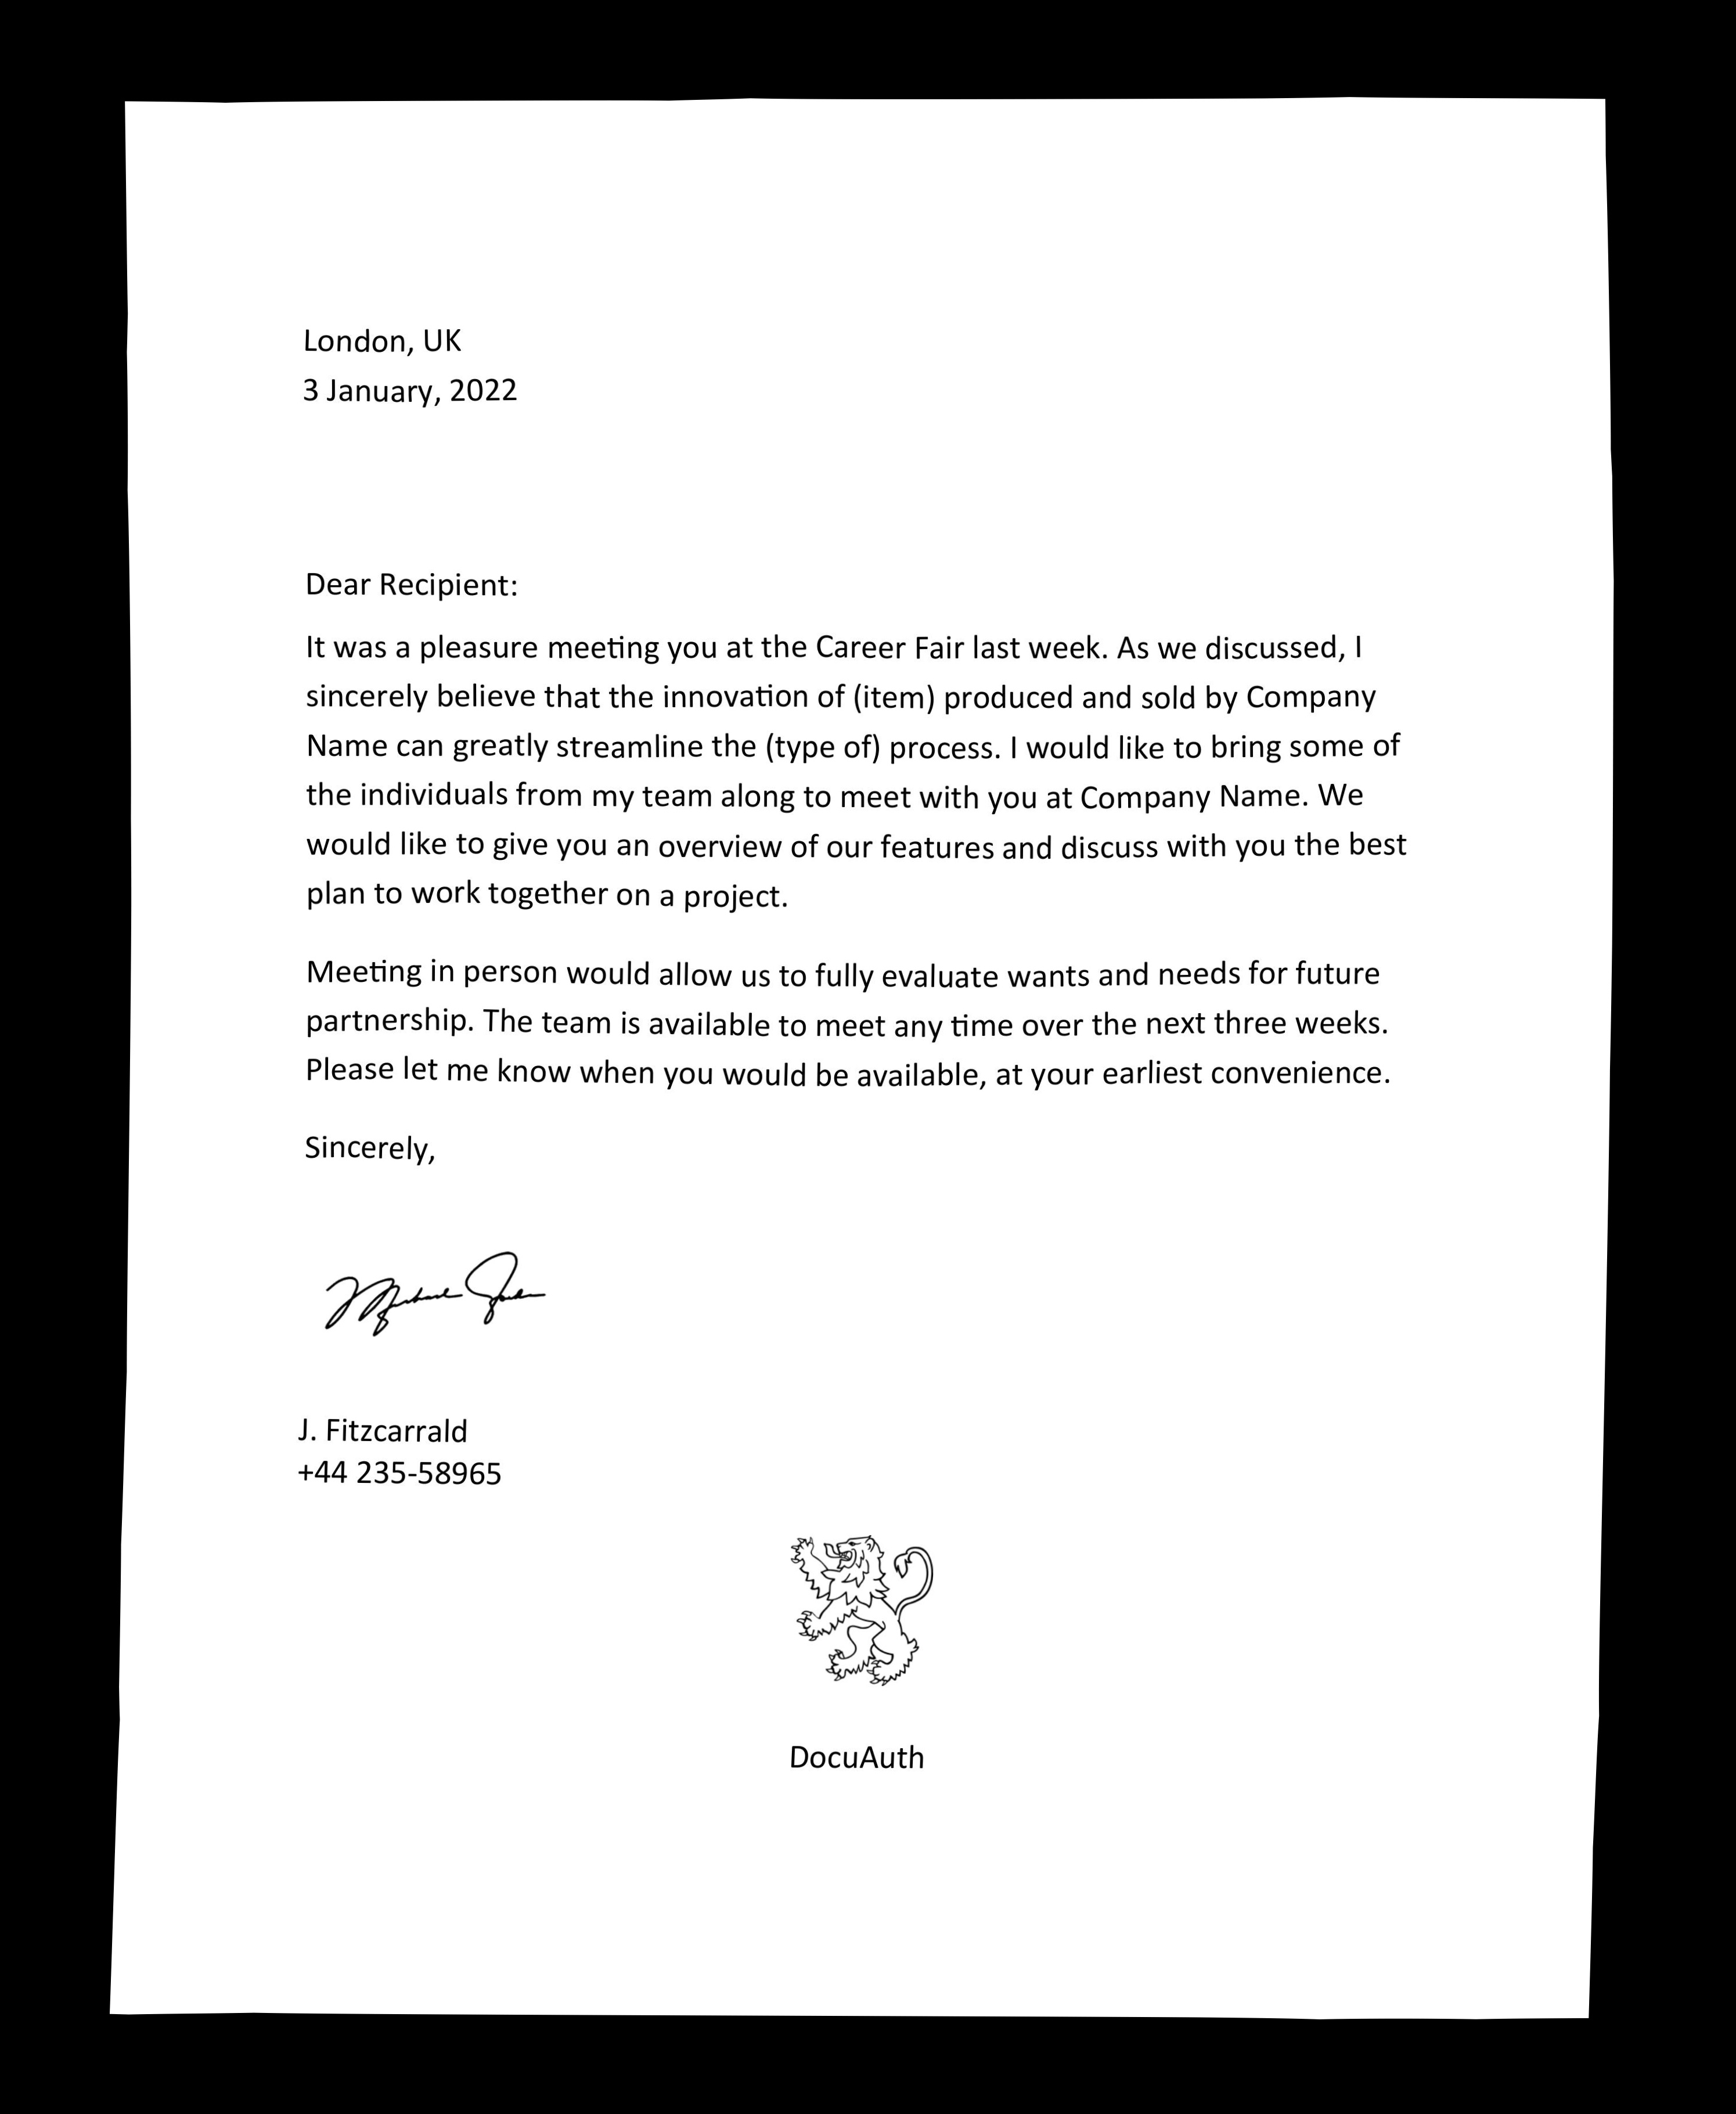 London, UK
3 January, 2022
Dear Recipient:
It was a pleasure meeting you at the Career Fair last week. As we discussed, I
sincerely believe that the innovation of (item) produced and sold by Company
Name can greatly streamline the (type of) process. I would like to bring some of
the individuals from my team along to meet with you at Company Name. We
would like to give you an overview of our features and discuss with you the best
plan to work together on a project.
Meeting in person would allow us to fully evaluate wants and needs for future
partnership. The team is available to meet any time over the next three weeks.
Please let me know when you would be available, at your earliest convenience.
Sincerely,
J. Fitzcarrald
+44 235-58965
DocuAuth